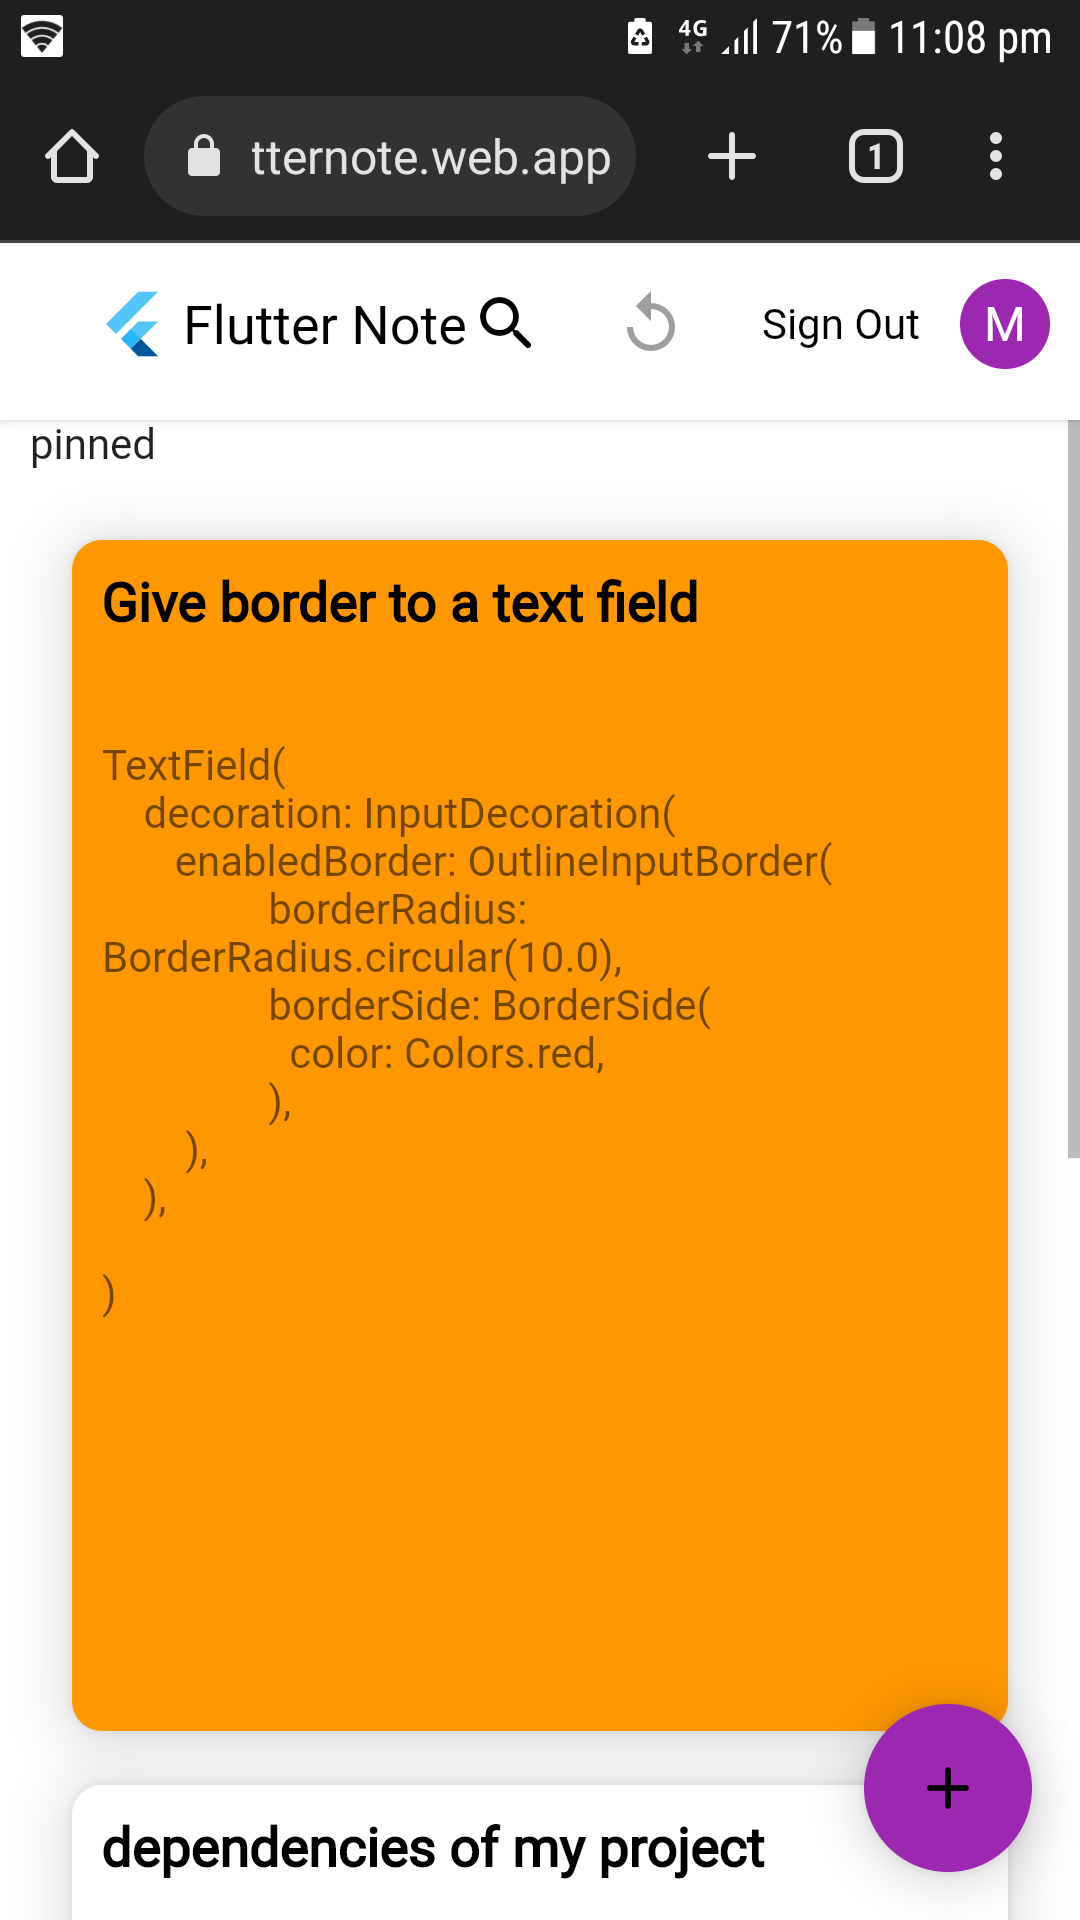 4G 71% 11:08 pm
tternote.web.app 1
Flutter Note Sign Out M
pinned
Give border to a text field
TextField(
decoration: InputDecoration(
enabledBorder: OutlineInputBorder(
borderRadius:
BorderRadius.circular(10.0),
borderSide: BorderSide(
color: Colors.red,
),
),
),
)
dependencies of my project